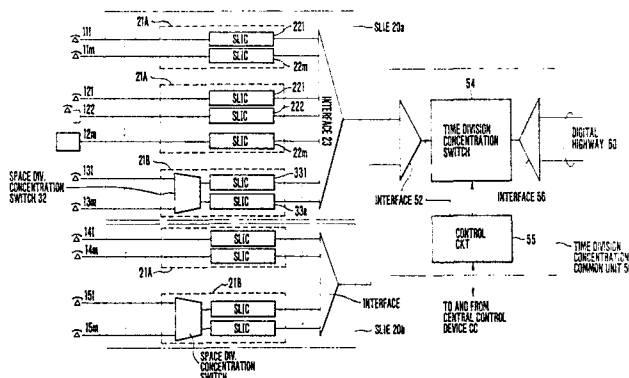 21A
111
221
SLIC
SLIE 20a
11m
SLIC
22m
21A
121
221
SLIC
122
222
SLIC
12m
SLIC
22m
INTERFACE 23
54
TIME DIVISION
CONCENTRATION
SWITCH
DIGITAL
HIGHWAY
INTERFACE 52
INTERFACE 56
21B
131
331
SLIC
SPACE DIV.
CONCENTRATION
SWITCH 32
13m
SLIC
141
SLIC
14m
SLIC
21A
CONTROL
CKT
55
TIME DIVISION
CONCENTRATION
COMMON UNIT
21B
151
SLIC
INTERFACE
15m
SLIC
SLIE 20b
TO AND FROM
CENTRAL CONTROL
DEVICE CC
SPACE DIV.
CONCENTRATION
SWITCH